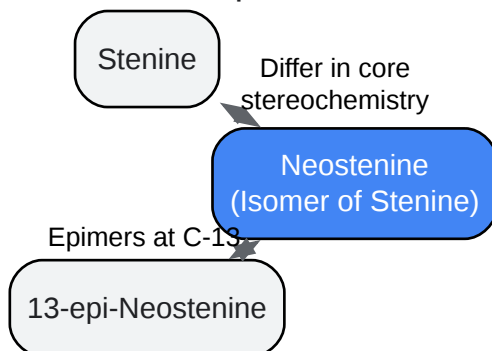 Stenine
Differ in core
stereochemistry
Neostenine
(Isomer of Stenine)
Epimers at C-13
13-epi-Neostenine